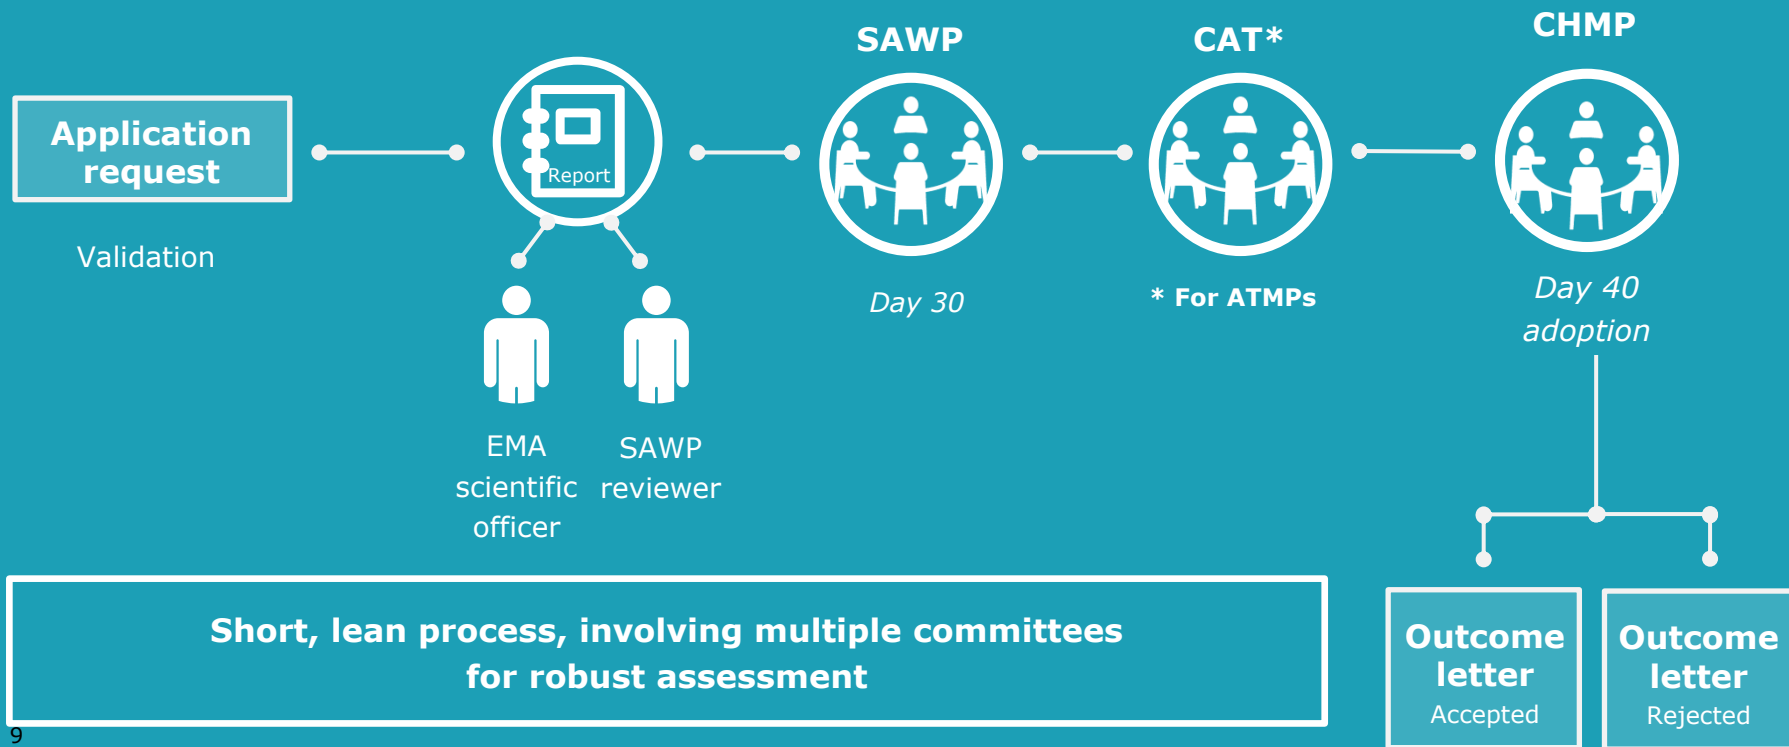 Application
request
Validation
Report
EMA
scientific
officer
SAWP
reviewer
SAWP
Day 30
CAT*
* For ATMPs
CHMP
Day 40
adoption
Short, lean process, involving multiple committees
for robust assessment
Outcome
letter
Accepted
Outcome
letter
Rejected
9